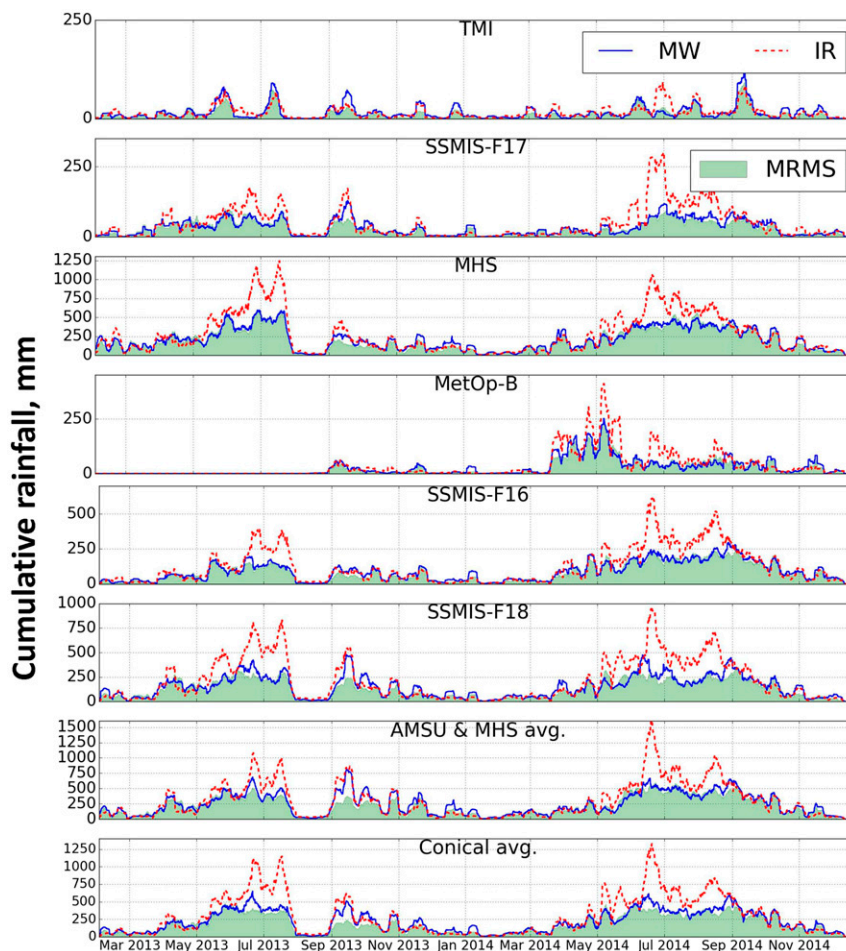 Cumulative rainfall, mm
TMI
MW IR
250
0
SSMIS-F17
MRMS
250
0
MHS
1250
1000
750
500
250
0
MetOp-B
250
0
SSMIS-F16
500
250
0
SSMIS-F18
1000
750
500
250
0
AMSU & MHS avg.
1500
1250
1000
750
500
250
0
Conical avg.
1250
1000
750
500
250
0
Mar 2013 May 2013 Jul 2013 Sep 2013 Nov 2013 Jan 2014 Mar 2014 May 2014 Jul 2014 Sep 2014 Nov 2014